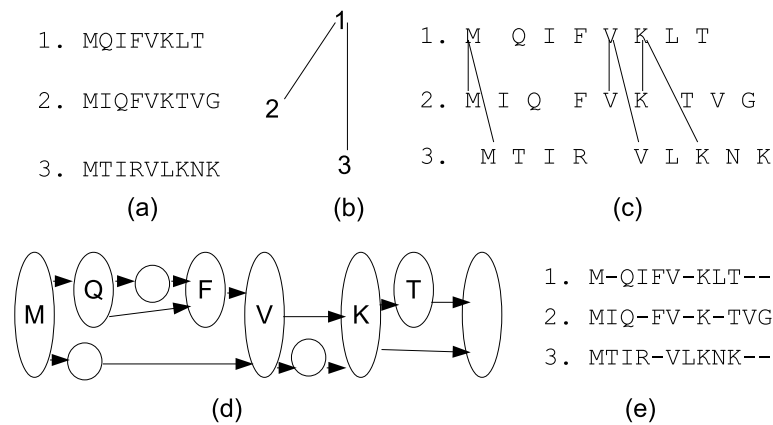 1. MQIFVKLT
2. MIQFVKTVG
3. MTIRVLKNK
(a)
1
2
3
(b)
1. M Q I F V K L T
2. M I Q F V K T V G
3. M T I R V L K N K
(c)
M Q F V K T
(d)
1. M-QIFV-KLT--
2. MIQ-FV-K-TVG
3. MTIR-VLKNK--
(e)